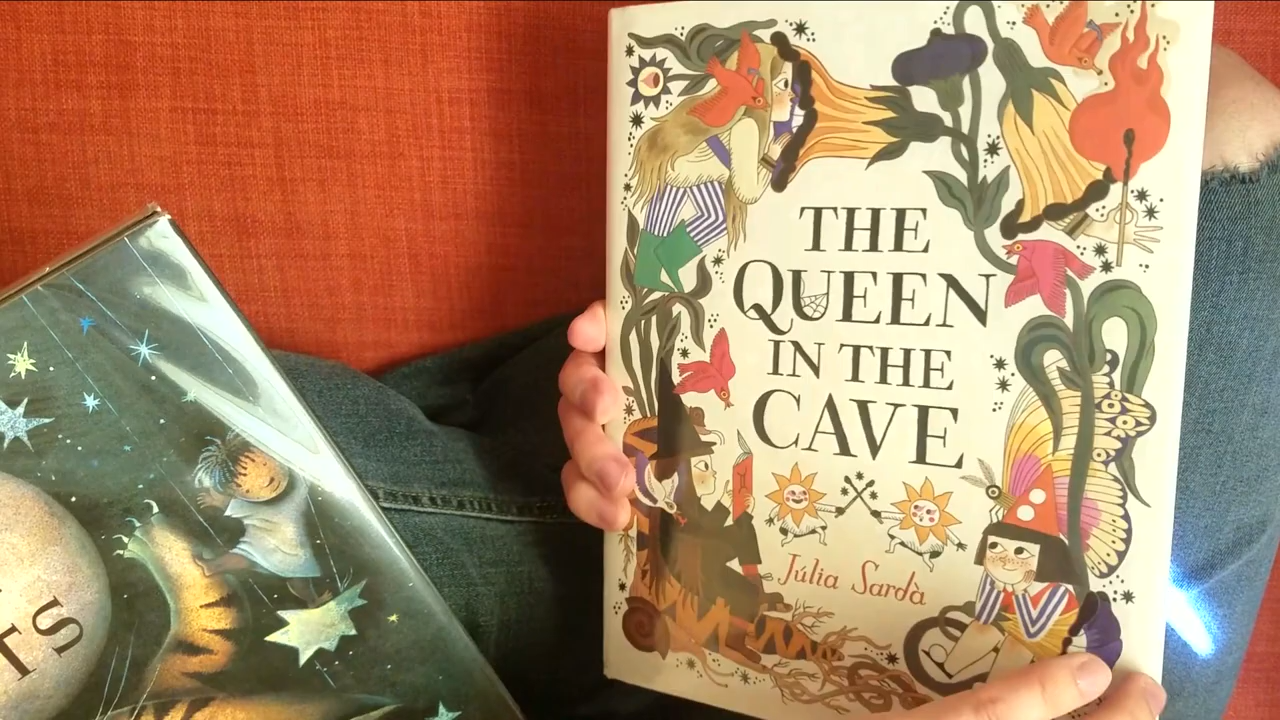 THE
QUEEN
IN THE
CAVE
Júlia Sardà
TS